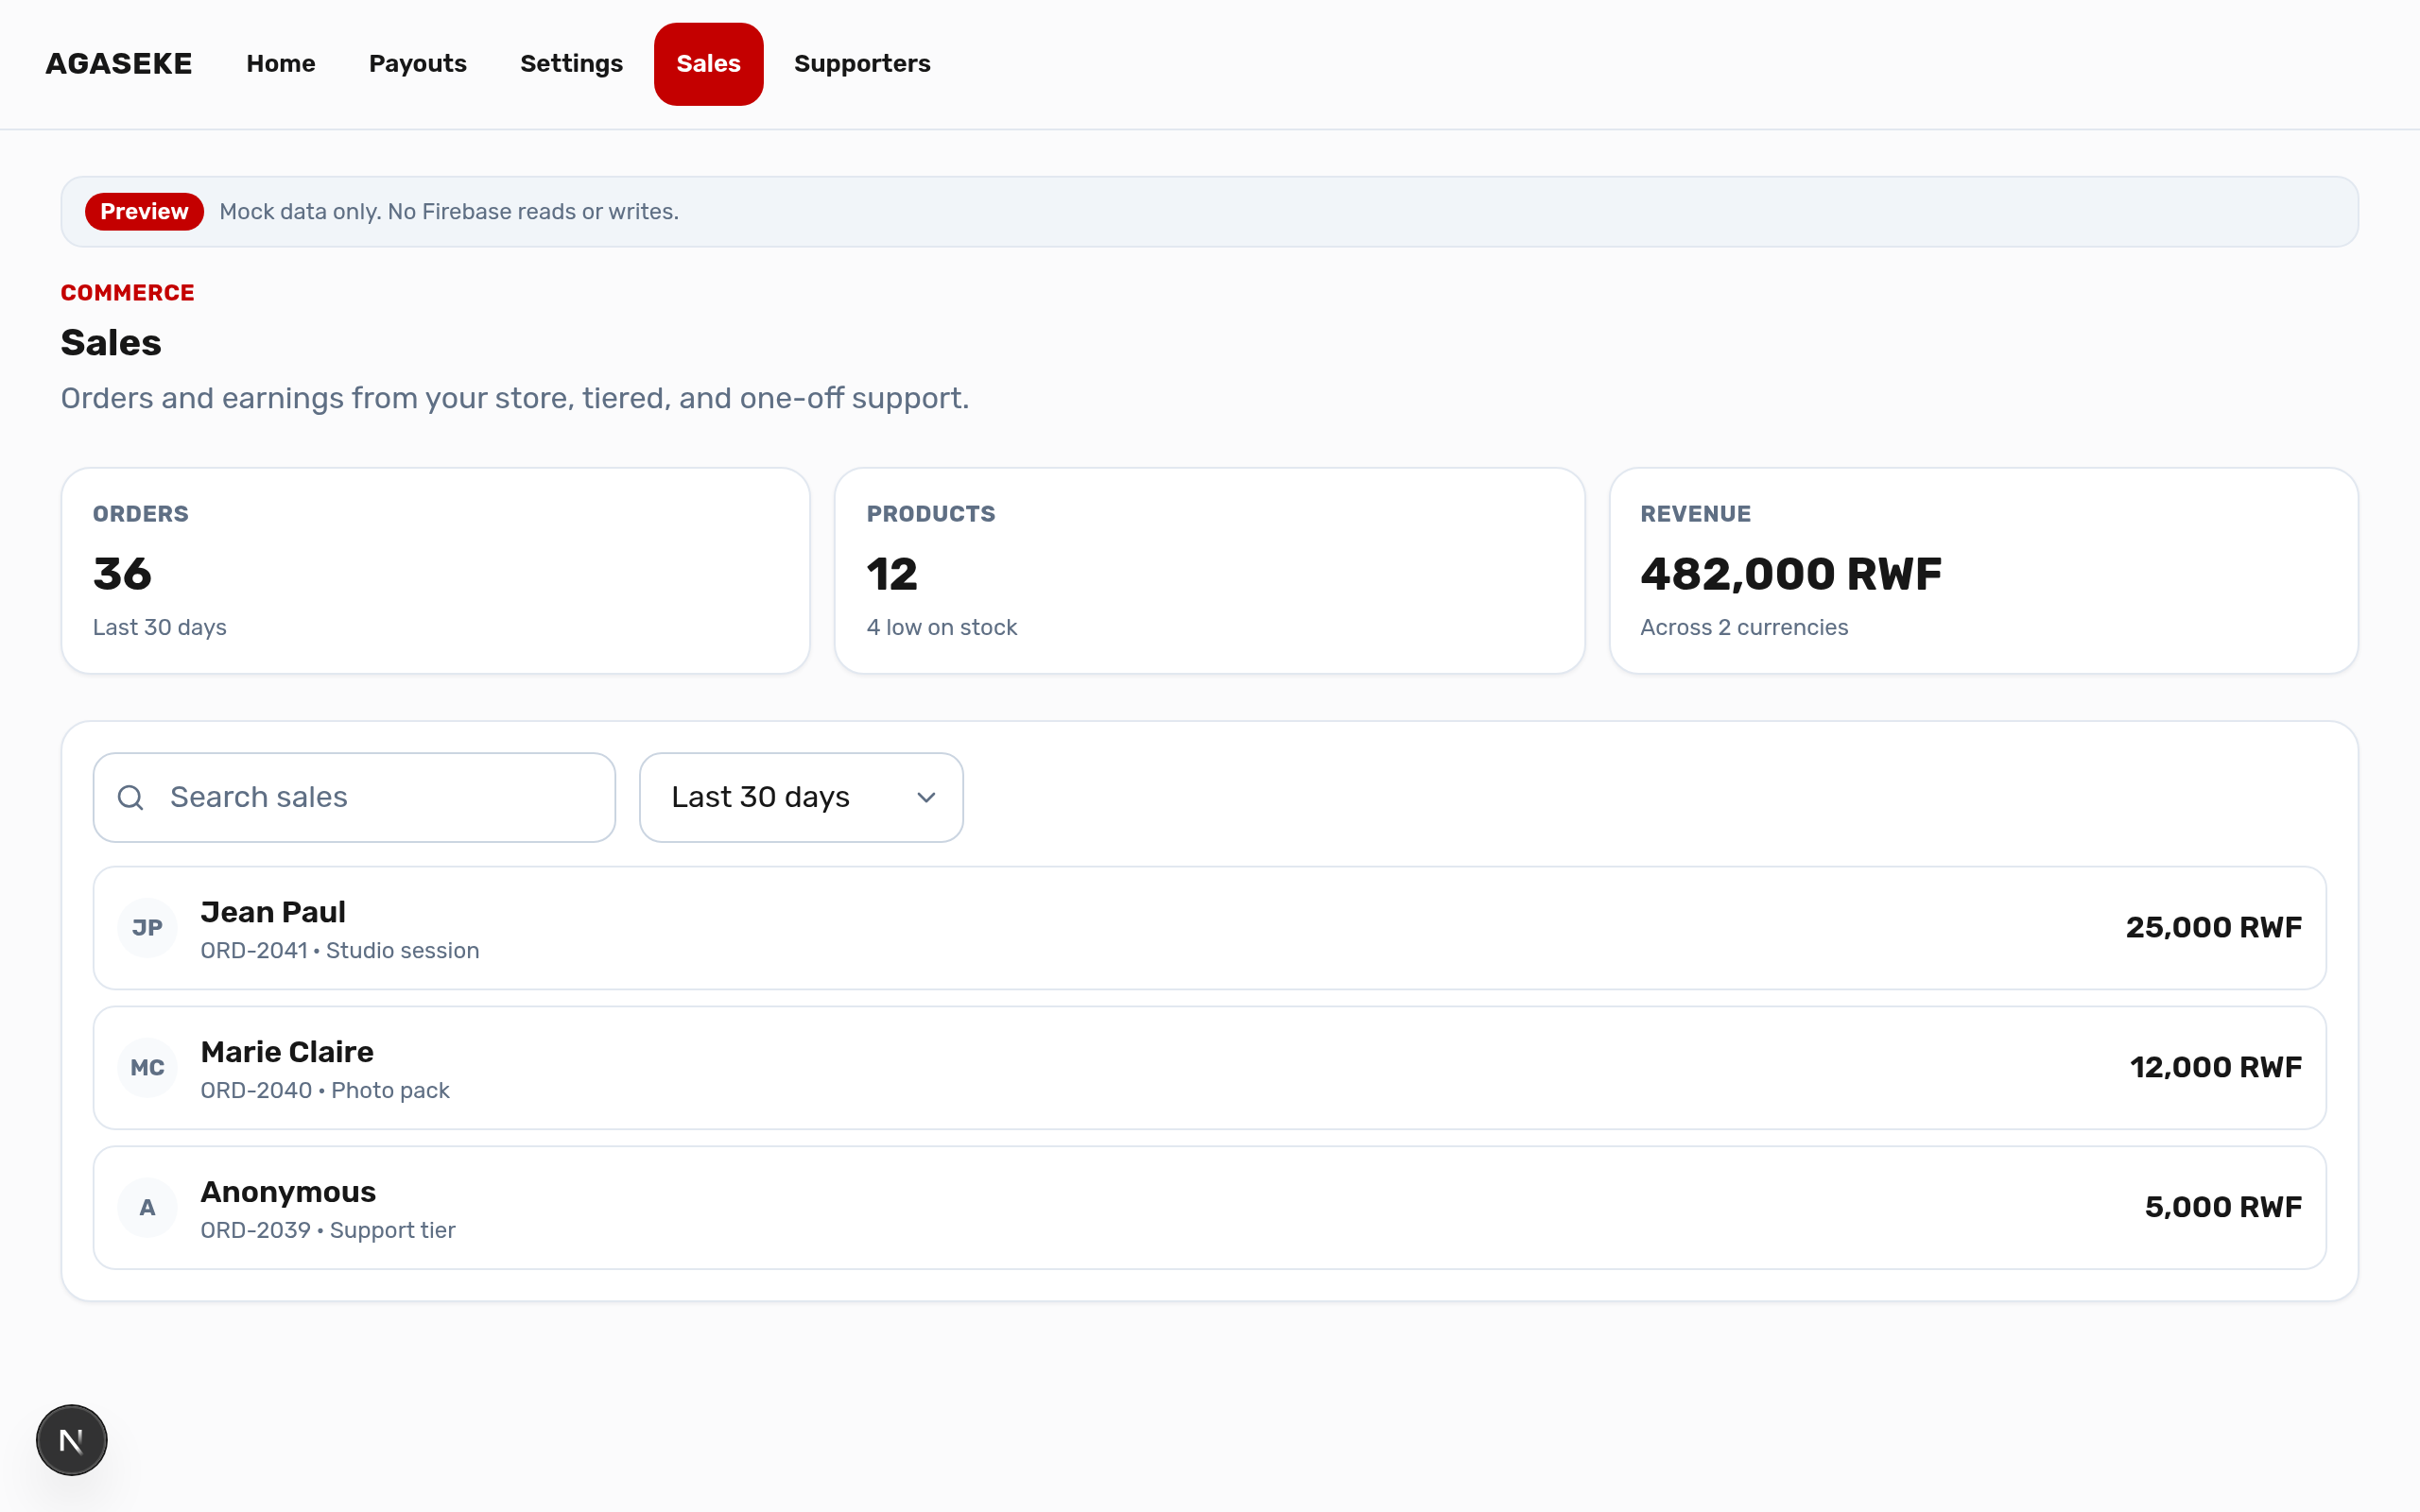 AGASEKE Home Payouts Settings Sales Supporters
Preview Mock data only. No Firebase reads or writes.
COMMERCE
Sales
Orders and earnings from your store, tiered, and one-off support.
ORDERS
36
Last 30 days
PRODUCTS
12
4 low on stock
REVENUE
482,000 RWF
Across 2 currencies
Search sales
Last 30 days
JP
Jean Paul
ORD-2041 • Studio session
25,000 RWF
MC
Marie Claire
ORD-2040 • Photo pack
12,000 RWF
A
Anonymous
ORD-2039 • Support tier
5,000 RWF
N